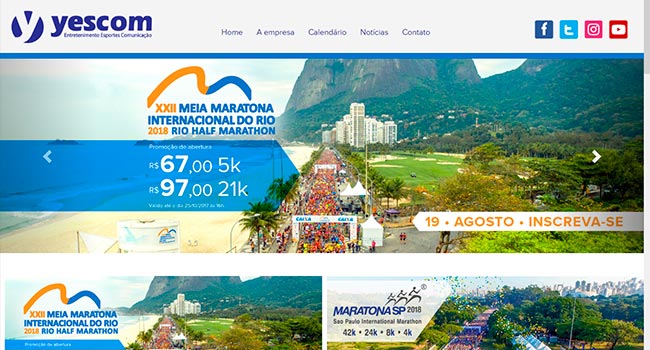 yescom
Entretenimento Esportes Comunicação
Home A empresa Calendário Notícias Contato
XXII MEIA MARATONA
INTERNACIONAL DO RIO
2018 RIO HALF MARATHON
Promoção de abertura
R$ 67,00 5k
R$ 97,00 21k
Válido até o dia 25/10/2017 às 16h
CAIXA
19 • AGOSTO • INSCREVA-SE
XXII MEIA MARATONA
INTERNACIONAL DO RIO
2018 RIO HALF MARATHON
Promoção de abertura
MARATONA SP 2018
Sao Paulo International Marathon
42k • 24k • 8k • 4k